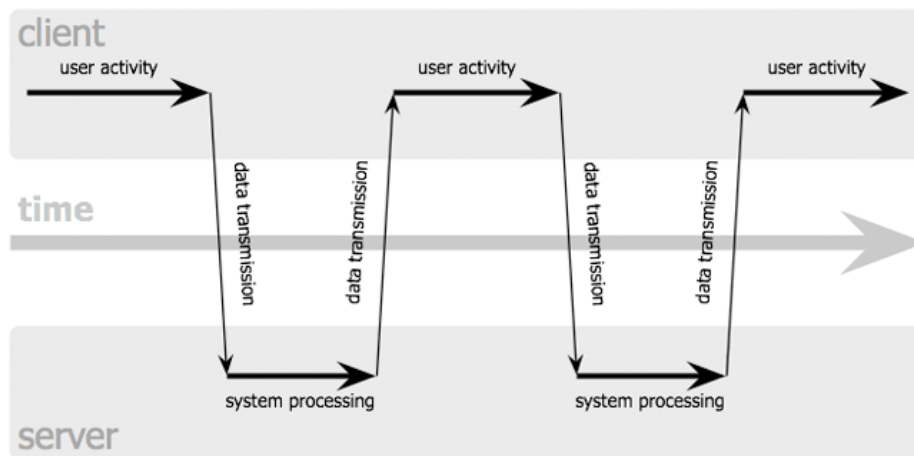 client
user activity
user activity
user activity
data transmission
data transmission
data transmission
data transmission
time
system processing
system processing
server